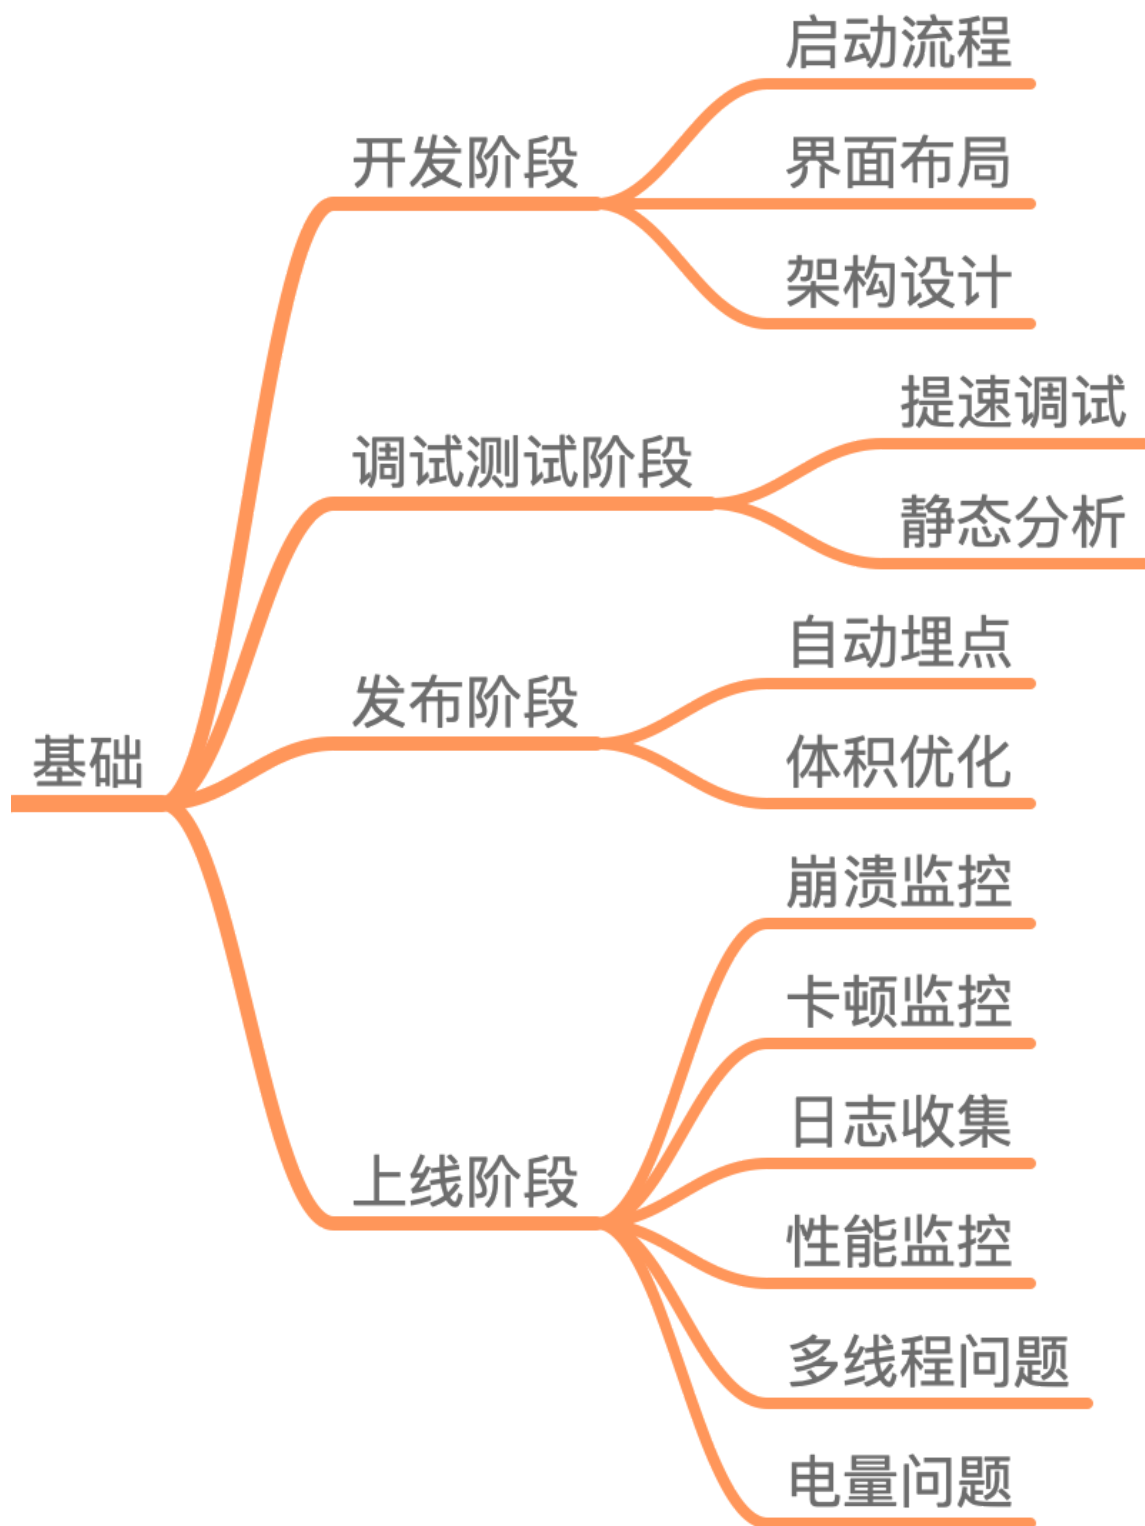 启动流程
开发阶段
界面布局
架构设计
提速调试
调试测试阶段
静态分析
自动埋点
发布阶段
基础
体积优化
崩溃监控
卡顿监控
日志收集
上线阶段
性能监控
多线程问题
电量问题